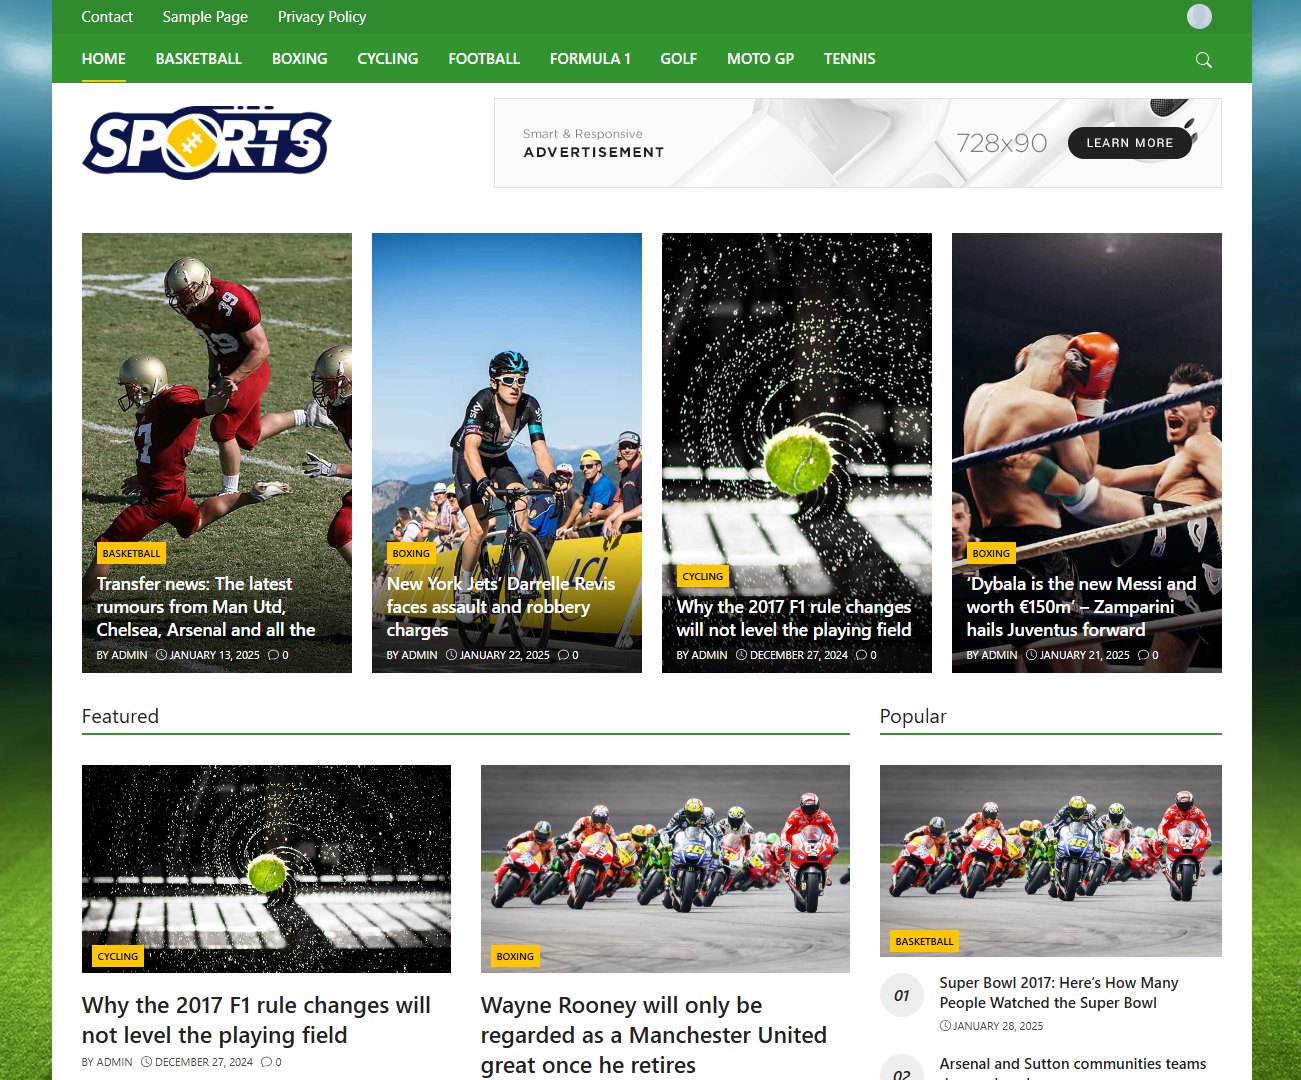 Contact Sample Page Privacy Policy
HOME BASKETBALL BOXING CYCLING FOOTBALL FORMULA 1 GOLF MOTO GP TENNIS
SPORTS
Smart & Responsive
ADVERTISEMENT
728x90
LEARN MORE
39
7
BASKETBALL
Transfer news: The latest
rumours from Man Utd,
Chelsea, Arsenal and all the
BY ADMIN JANUARY 13, 2025 0
BOXING
New York Jets’ Darrelle Revis
faces assault and robbery
charges
BY ADMIN JANUARY 22, 2025 0
CYCLING
Why the 2017 F1 rule changes
will not level the playing field
BY ADMIN DECEMBER 27, 2024 0
BOXING
‘Dybala is the new Messi and
worth €150m’ – Zamparini
hails Juventus forward
BY ADMIN JANUARY 21, 2025 0
Featured
Popular
CYCLING
Why the 2017 F1 rule changes will
not level the playing field
BY ADMIN DECEMBER 27, 2024 0
46
BOXING
Wayne Rooney will only be
regarded as a Manchester United
great once he retires
BASKETBALL
01
Super Bowl 2017: Here’s How Many
People Watched the Super Bowl
JANUARY 28, 2025
02
Arsenal and Sutton communities teams